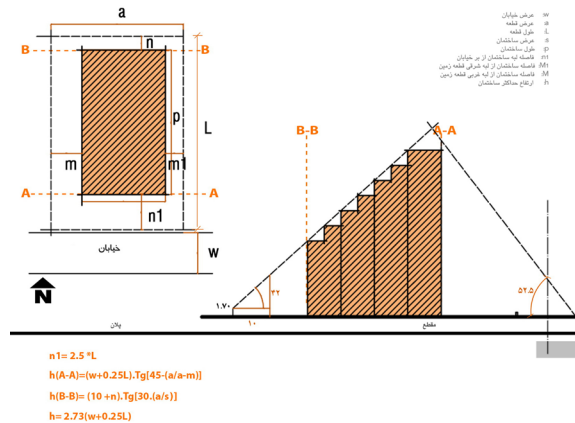 a
w: عرض خیابان
a: عرض قطعه
L: طول قطعه
s: عرض ساختمان
p: طول ساختمان
n1: فاصله لبه ساختمان از بر خیابان
M1: فاصله ساختمان از لبه شرقی قطعه زمین
M: فاصله ساختمان از لبه غربی قطعه زمین
h: ارتفاع حداکثر ساختمان
B
n
B
p
L
m
m1
A
A
n1
خیابان
w
N
B-B
A-A
۱.۷۰
۳۲
۱۰
۵۲.۵
پلان
مقطع
n1= 2.5 *L
h(A-A)=(w+0.25L).Tg[45-(a/a-m)]
h(B-B)= (10 +n).Tg[30.(a/s)]
h= 2.73(w+0.25L)